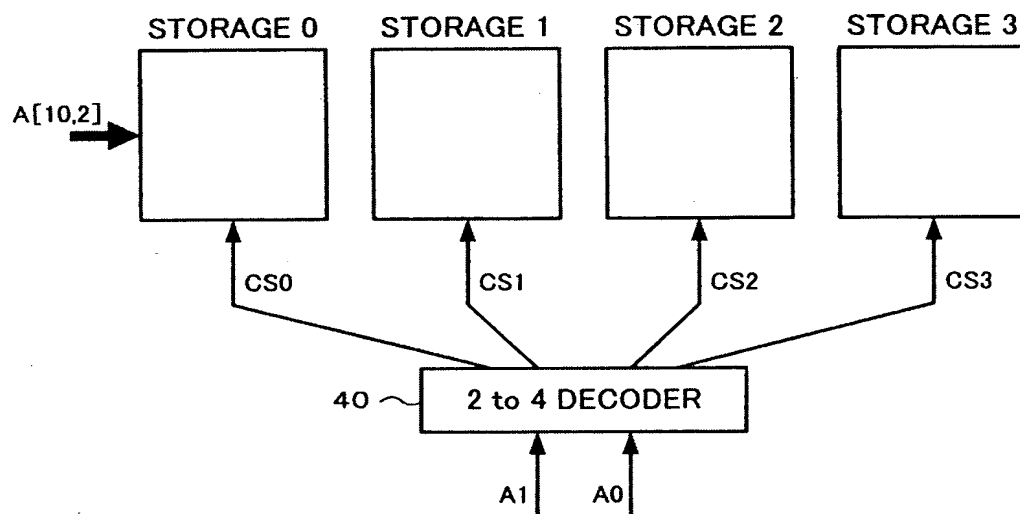 STORAGE 0
STORAGE 1
STORAGE 2
STORAGE 3
A[10,2]
CS0
CS1
CS2
CS3
40
2 to 4 DECODER
A1
A0